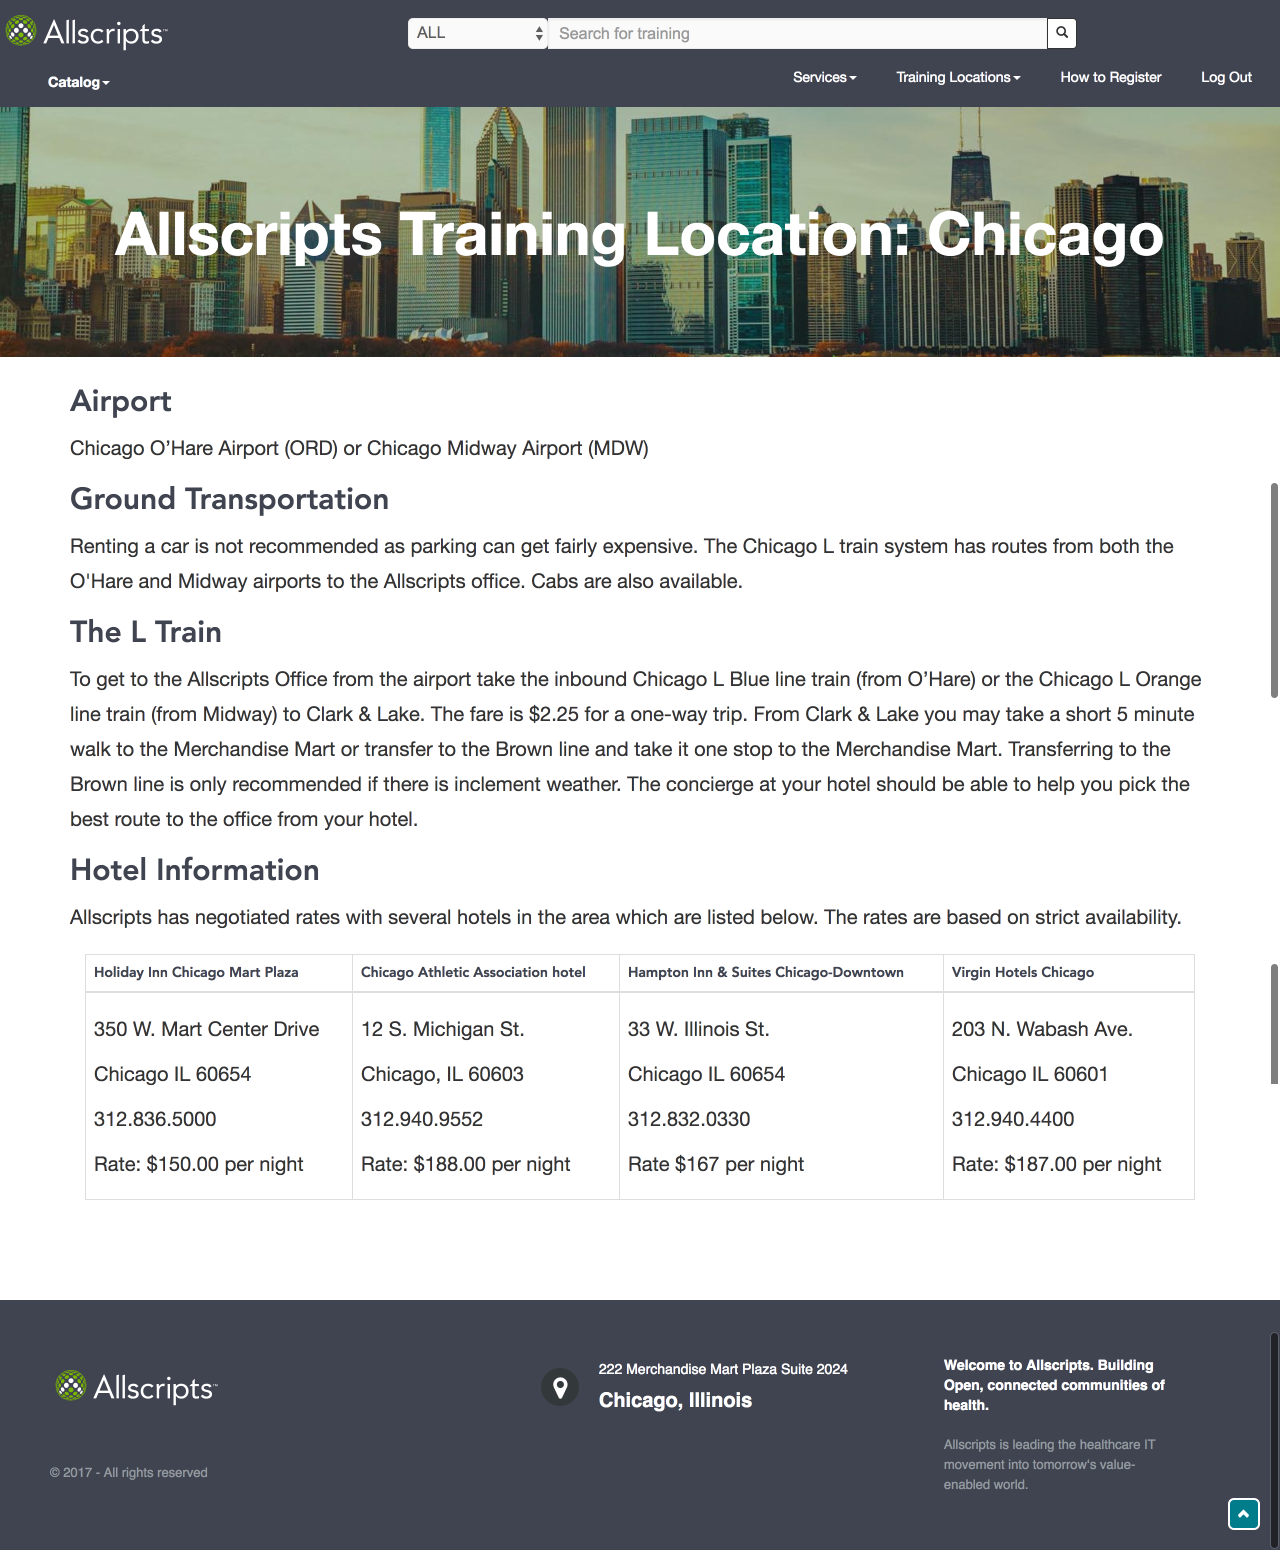 Allscripts™
ALL
Search for training
Catalog
Services
Training Locations
How to Register
Log Out
Allscripts Training Location: Chicago
Airport
Chicago O’Hare Airport (ORD) or Chicago Midway Airport (MDW)
Ground Transportation
Renting a car is not recommended as parking can get fairly expensive. The Chicago L train system has routes from both the
O'Hare and Midway airports to the Allscripts office. Cabs are also available.
The L Train
To get to the Allscripts Office from the airport take the inbound Chicago L Blue line train (from O’Hare) or the Chicago L Orange
line train (from Midway) to Clark & Lake. The fare is $2.25 for a one-way trip. From Clark & Lake you may take a short 5 minute
walk to the Merchandise Mart or transfer to the Brown line and take it one stop to the Merchandise Mart. Transferring to the
Brown line is only recommended if there is inclement weather. The concierge at your hotel should be able to help you pick the
best route to the office from your hotel.
Hotel Information
Allscripts has negotiated rates with several hotels in the area which are listed below. The rates are based on strict availability.
Holiday Inn Chicago Mart Plaza
Chicago Athletic Association hotel
Hampton Inn & Suites Chicago-Downtown
Virgin Hotels Chicago
350 W. Mart Center Drive
12 S. Michigan St.
33 W. Illinois St.
203 N. Wabash Ave.
Chicago IL 60654
Chicago, IL 60603
Chicago IL 60654
Chicago IL 60601
312.836.5000
312.940.9552
312.832.0330
312.940.4400
Rate: $150.00 per night
Rate: $188.00 per night
Rate $167 per night
Rate: $187.00 per night
Allscripts™
© 2017 - All rights reserved
222 Merchandise Mart Plaza Suite 2024
Chicago, Illinois
Welcome to Allscripts. Building
Open, connected communities of
health.
Allscripts is leading the healthcare IT
movement into tomorrow's value-
enabled world.